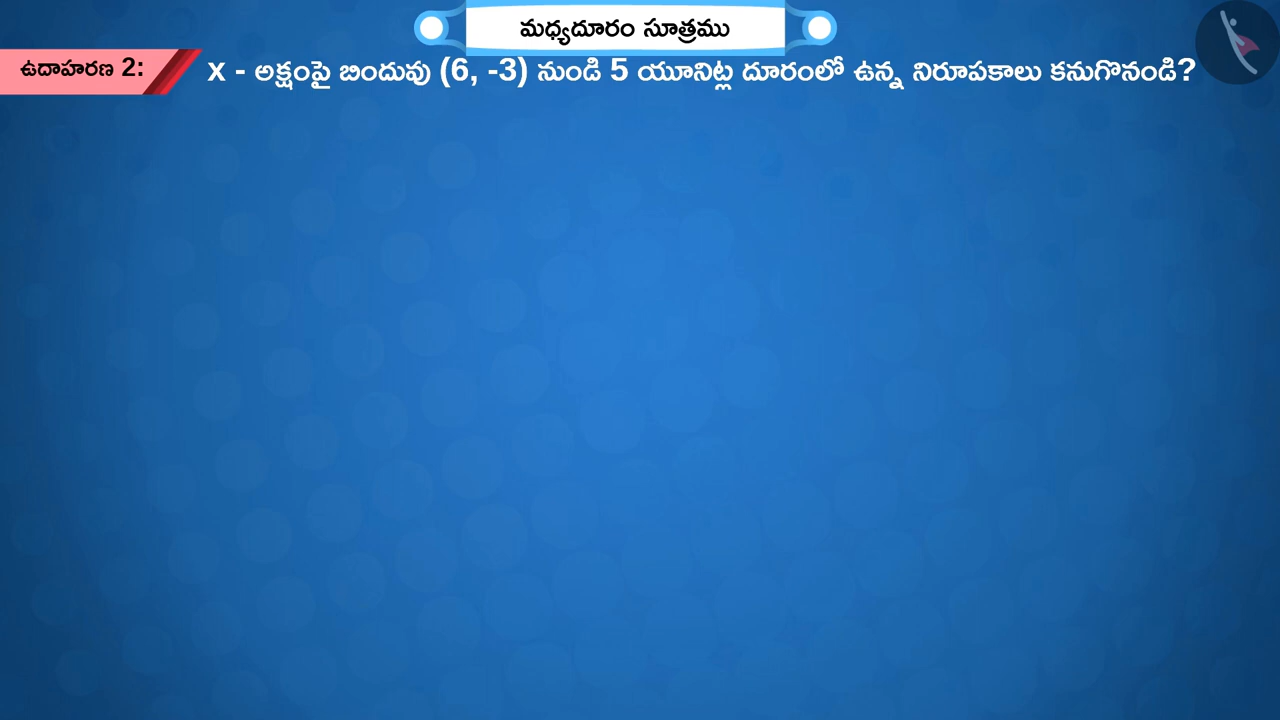 మధ్యదూరం సూత్రము
ఉదాహరణ 2:
x - అక్షంపై బిందువు (6, -3) నుండి 5 యూనిట్ల దూరంలో ఉన్న నిరూపకాలు కనుగొనండి?